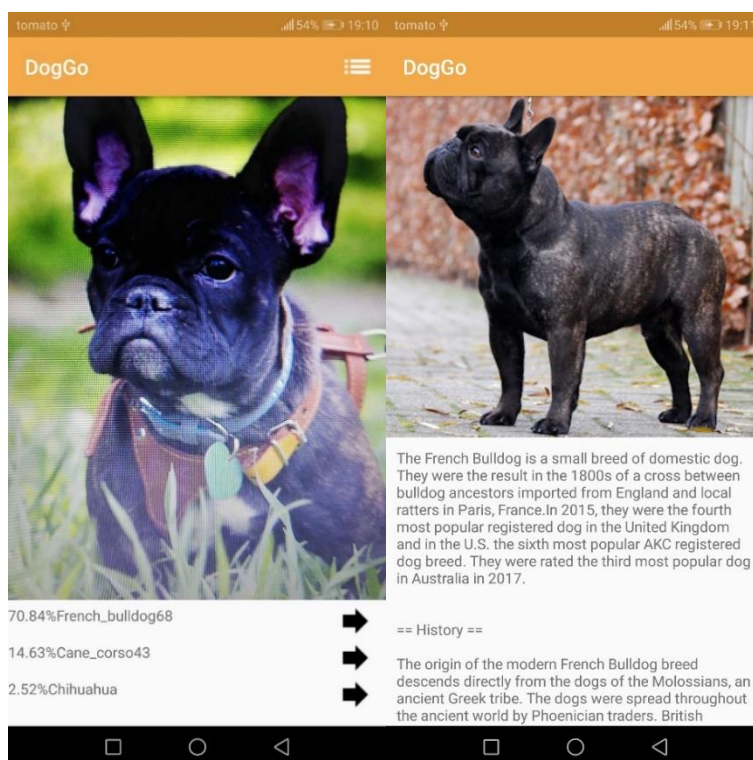 tomato 54% 19:10
DogGo
70.84%French_bulldog68
14.63%Cane_corso43
2.52%Chihuahua
tomato 54% 19:11
DogGo
The French Bulldog is a small breed of domestic dog.
They were the result in the 1800s of a cross between
bulldog ancestors imported from England and local
ratters in Paris, France.In 2015, they were the fourth
most popular registered dog in the United Kingdom
and in the U.S. the sixth most popular AKC registered
dog breed. They were rated the third most popular dog
in Australia in 2017.
== History ==
The origin of the modern French Bulldog breed
descends directly from the dogs of the Molossians, an
ancient Greek tribe. The dogs were spread throughout
the ancient world by Phoenician traders. British